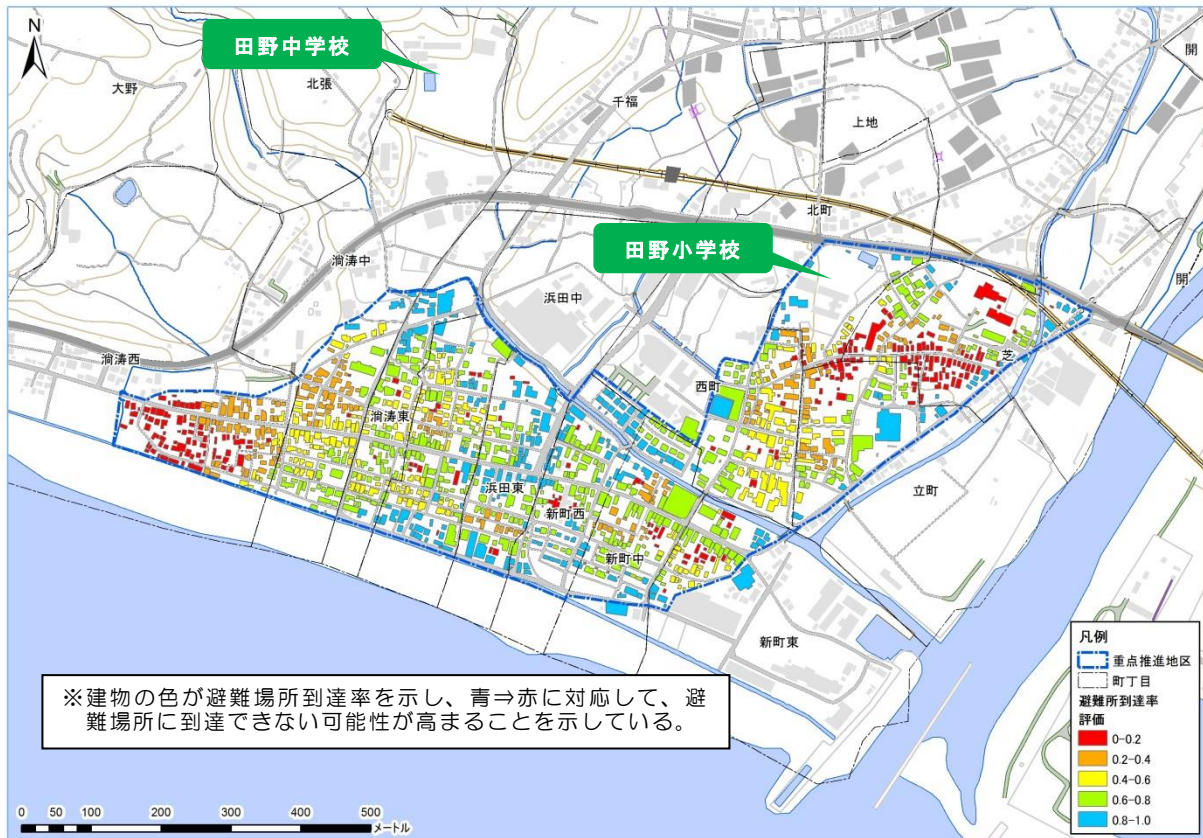 N
田野中学校
大野
北張
千福
開
上地
北町
田野小学校
開
淌涛中
浜田中
淌涛西
西町
芝
淌涛東
浜田東
立町
新町西
新町中
新町東
※建物の色が避難場所到達率を示し、青⇒赤に対応して、避
難場所に到達できない可能性が高まることを示している。
凡例
重点推進地区
町丁目
避難所到達率
評価
0-0.2
0.2-0.4
0.4-0.6
0.6-0.8
0.8-1.0
0 50 100 200 300 400 500
メートル